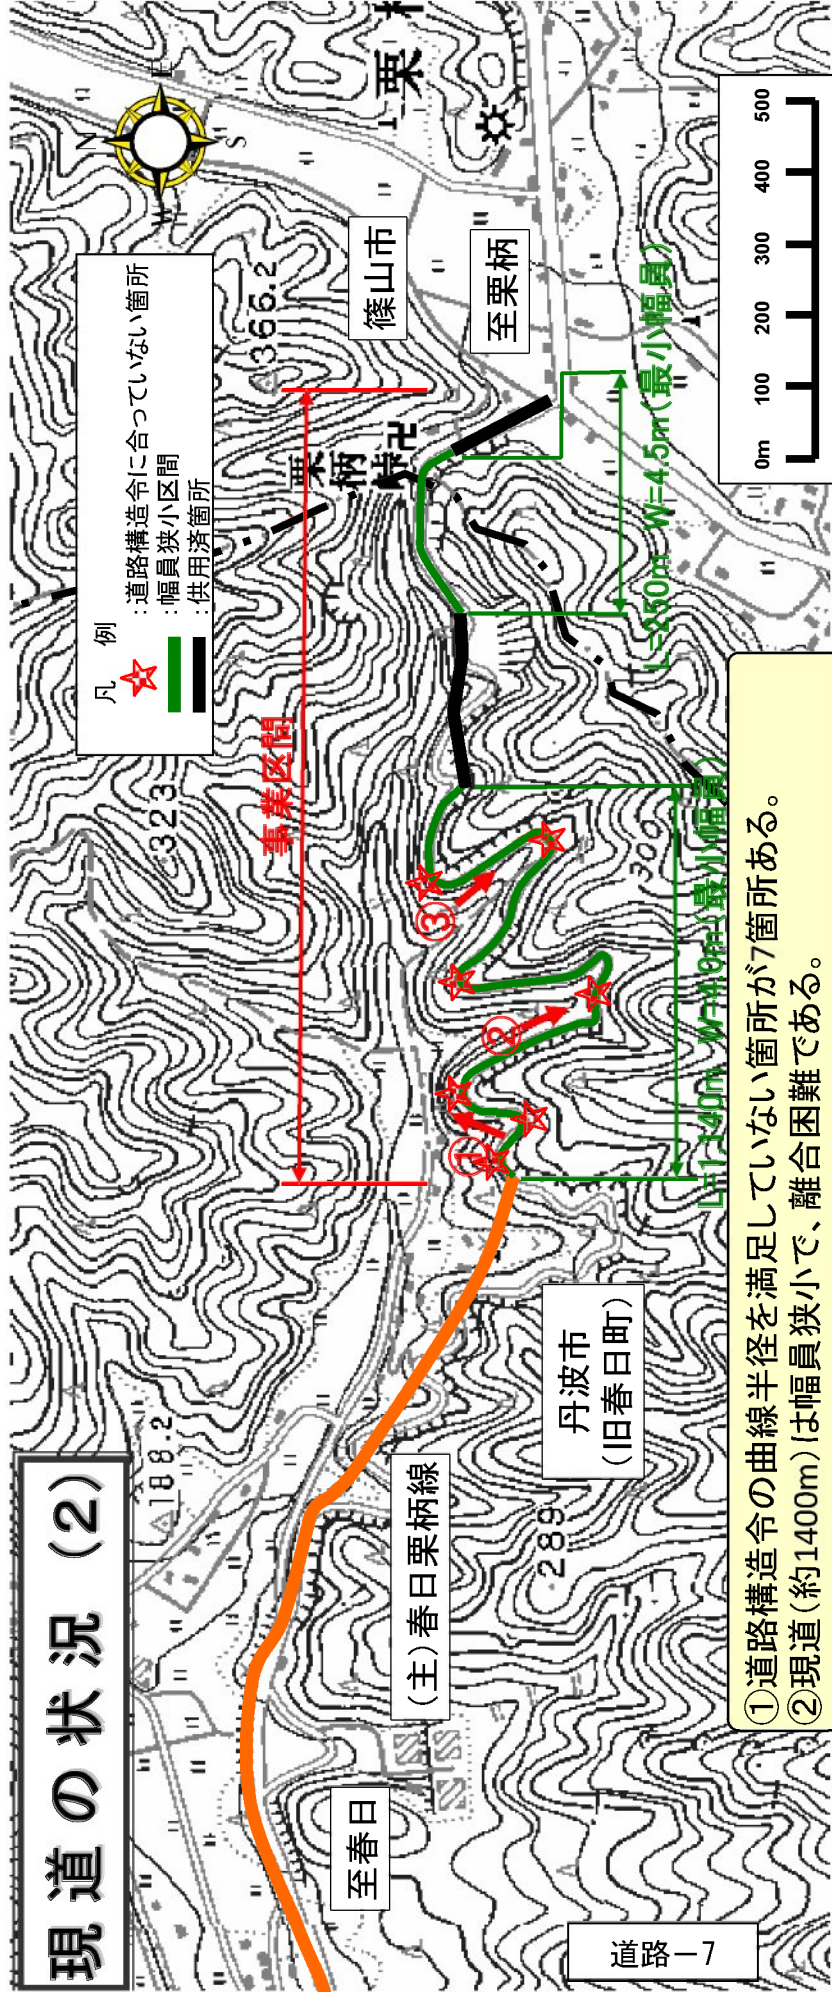 現道の状況 (2)
凡 例
:道路構造令に合っていない箇所
:幅員狭小区間
:供用済箇所
N
E
S
W
188.2
323
366.2
289
事業区間
栗柄峠
栗
篠山市
至栗柄
至春日
(主)春日栗柄線
丹波市
(旧春日町)
①
②
③
L=1,140m W=4.0m(最小幅員)
L=250m W=4.5m(最小幅員)
0m 100 200 300 400 500
①道路構造令の曲線半径を満足していない箇所が7箇所ある。
②現道(約1400m)は幅員狭小で、離合困難である。
道路-7